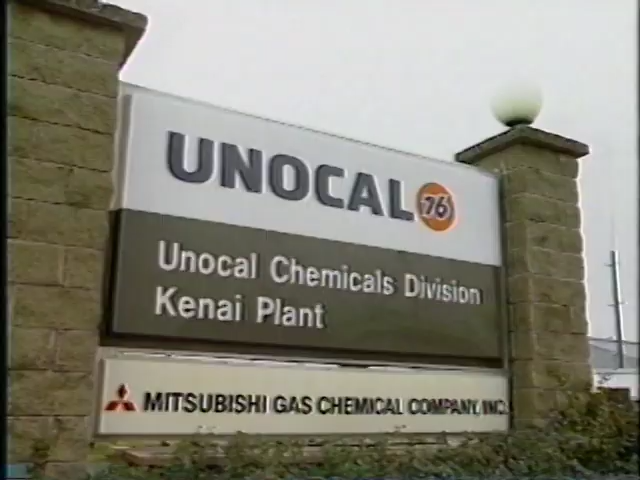 UNOCAL 76
Unocal Chemicals Division
Kenai Plant
MITSUBISHI GAS CHEMICAL COMPANY, INC.